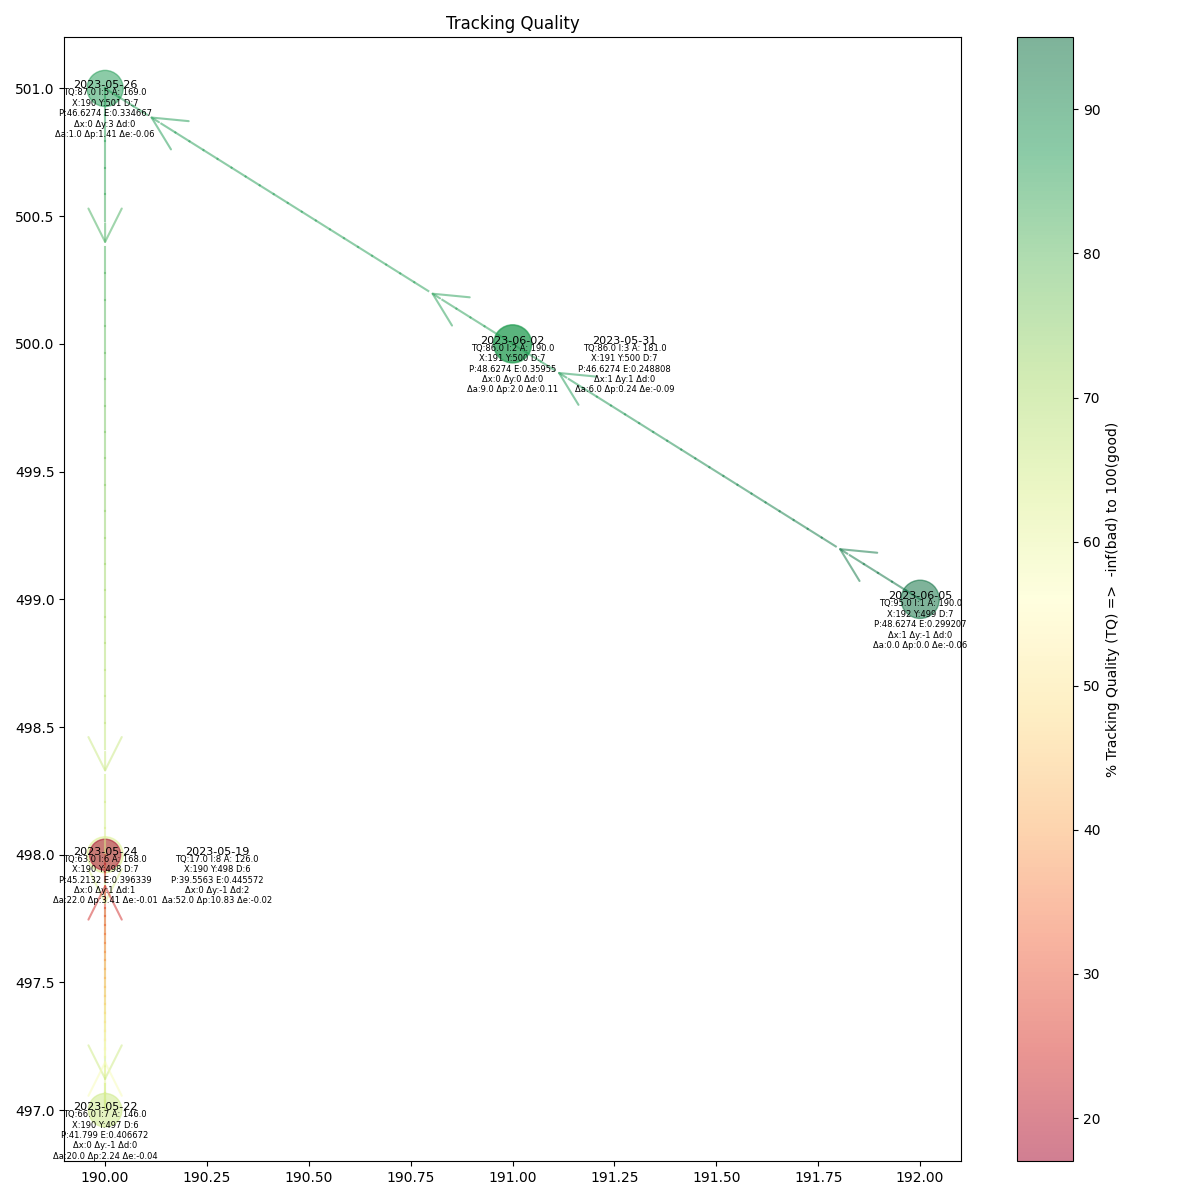 Tracking Quality
501.0
500.5
500.0
499.5
499.0
498.5
498.0
497.5
497.0
2023-05-26
TQ:87.0 I:5 A: 169.0
X:190 Y:501 D:7
P:46.6274 E:0.334667
Δx:0 Δy:3 Δd:0
Δa:1.0 Δp:1.41 Δe:-0.06
2023-06-02
TQ:86.0 I:2 A: 190.0
X:191 Y:500 D:7
P:48.6274 E:0.35955
Δx:0 Δy:0 Δd:0
Δa:9.0 Δp:2.0 Δe:0.11
2023-05-31
TQ:86.0 I:3 A: 181.0
X:191 Y:500 D:7
P:46.6274 E:0.248808
Δx:1 Δy:1 Δd:0
Δa:6.0 Δp:0.24 Δe:-0.09
2023-06-05
TQ:95.0 I:1 A: 190.0
X:192 Y:499 D:7
P:48.6274 E:0.299207
Δx:1 Δy:-1 Δd:0
Δa:0.0 Δp:0.0 Δe:-0.06
2023-05-24
TQ:63.0 I:6 A: 168.0
X:190 Y:498 D:7
P:45.2132 E:0.396339
Δx:0 Δy:1 Δd:1
Δa:22.0 Δp:3.41 Δe:-0.01
2023-05-19
TQ:17.0 I:8 A: 126.0
X:190 Y:498 D:6
P:39.5563 E:0.445572
Δx:0 Δy:-1 Δd:2
Δa:52.0 Δp:10.83 Δe:-0.02
2023-05-22
TQ:66.0 I:7 A: 146.0
X:190 Y:497 D:6
P:41.799 E:0.406672
Δx:0 Δy:-1 Δd:0
Δa:20.0 Δp:2.24 Δe:-0.04
190.00
190.25
190.50
190.75
191.00
191.25
191.50
191.75
192.00
90
80
70
60
50
40
30
20
% Tracking Quality (TQ) => -inf(bad) to 100(good)